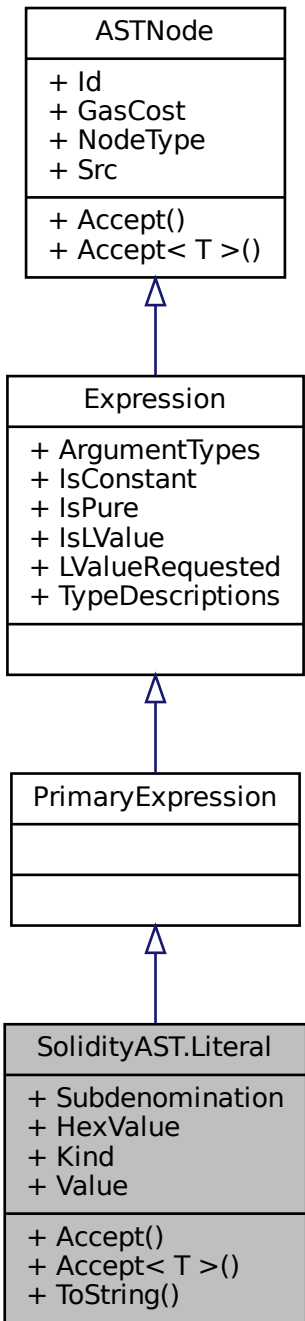 ASTNode
+ Id
+ GasCost
+ NodeType
+ Src
+ Accept()
+ Accept< T >()
Expression
+ ArgumentTypes
+ IsConstant
+ IsPure
+ IsLValue
+ LValueRequested
+ TypeDescriptions
PrimaryExpression
SolidityAST.Literal
+ Subdenomination
+ HexValue
+ Kind
+ Value
+ Accept()
+ Accept< T >()
+ ToString()